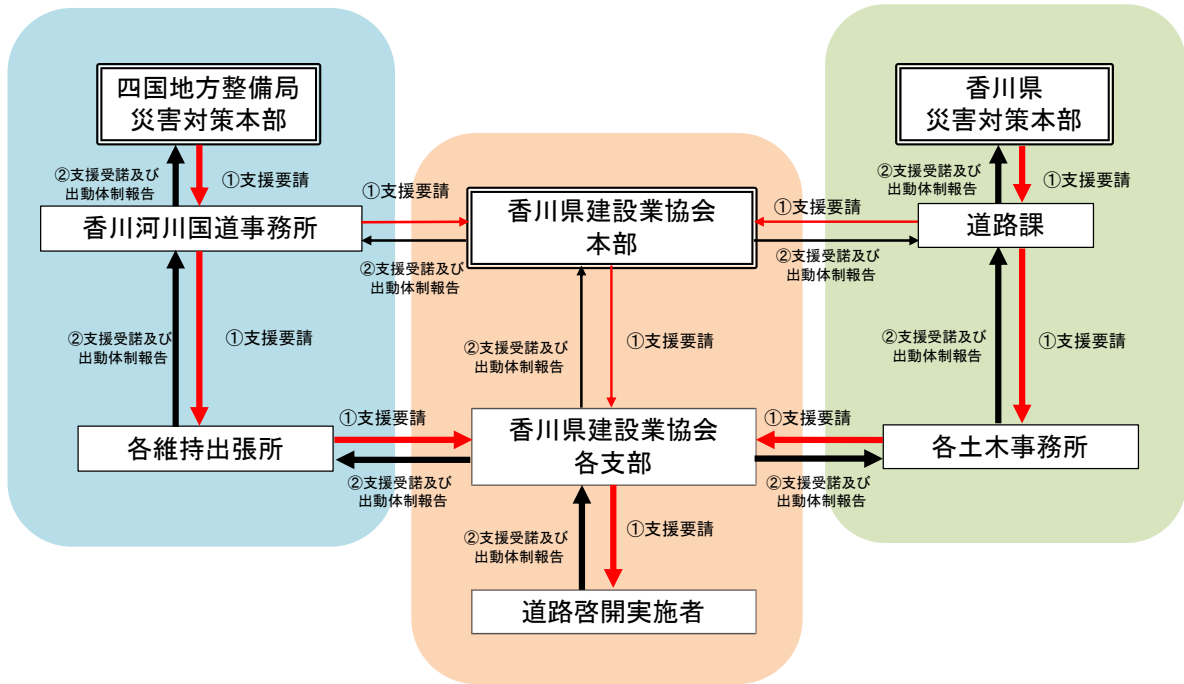 四国地方整備局
災害対策本部
②支援受諾及び
出動体制報告
①支援要請
香川河川国道事務所
②支援受諾及び
出動体制報告
①支援要請
各維持出張所
①支援要請
②支援受諾及び
出動体制報告
①支援要請
②支援受諾及び
出動体制報告
香川県建設業協会
本部
②支援受諾及び
出動体制報告
①支援要請
香川県建設業協会
各支部
②支援受諾及び
出動体制報告
①支援要請
道路啓開実施者
①支援要請
②支援受諾及び
出動体制報告
①支援要請
②支援受諾及び
出動体制報告
香川県
災害対策本部
②支援受諾及び
出動体制報告
①支援要請
道路課
②支援受諾及び
出動体制報告
①支援要請
各土木事務所